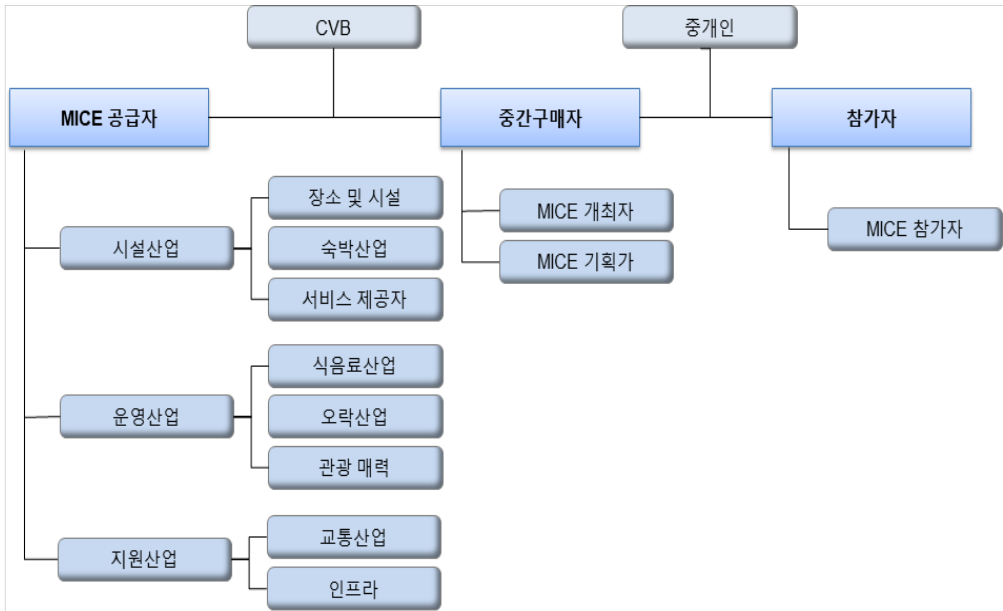 CVB
중개인
MICE 공급자
중간구매자
참가자
장소 및 시설
시설산업
숙박산업
서비스 제공자
MICE 개최자
MICE 기획가
MICE 참가자
식음료산업
운영산업
오락산업
관광 매력
교통산업
지원산업
인프라